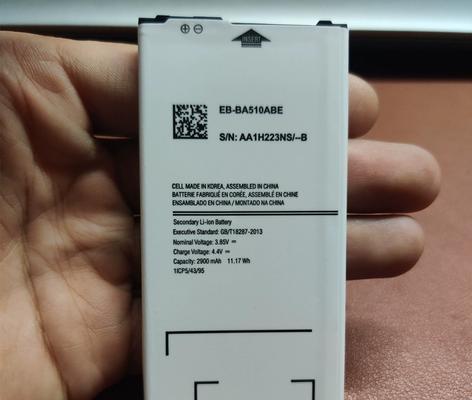 INSERT
EB-BA510ABE
S/N: AA1H223NS/--B
CELL MADE IN KOREA, ASSEMBLED IN CHINA
BATTERIE FABRIQUÉ EN CORÉE, ASSEMBLÉ EN CHINE
ENSAMBLADO EN CHINA / MONTADO NA CHINA
Secondary Li-ion Battery
Executive Standard: GB/T18287-2013
Nominal Voltage: 3.85V ⎓
Charge Voltage: 4.4V ⎓
Capacity: 2900 mAh 11.17 Wh
1ICP5/43/95